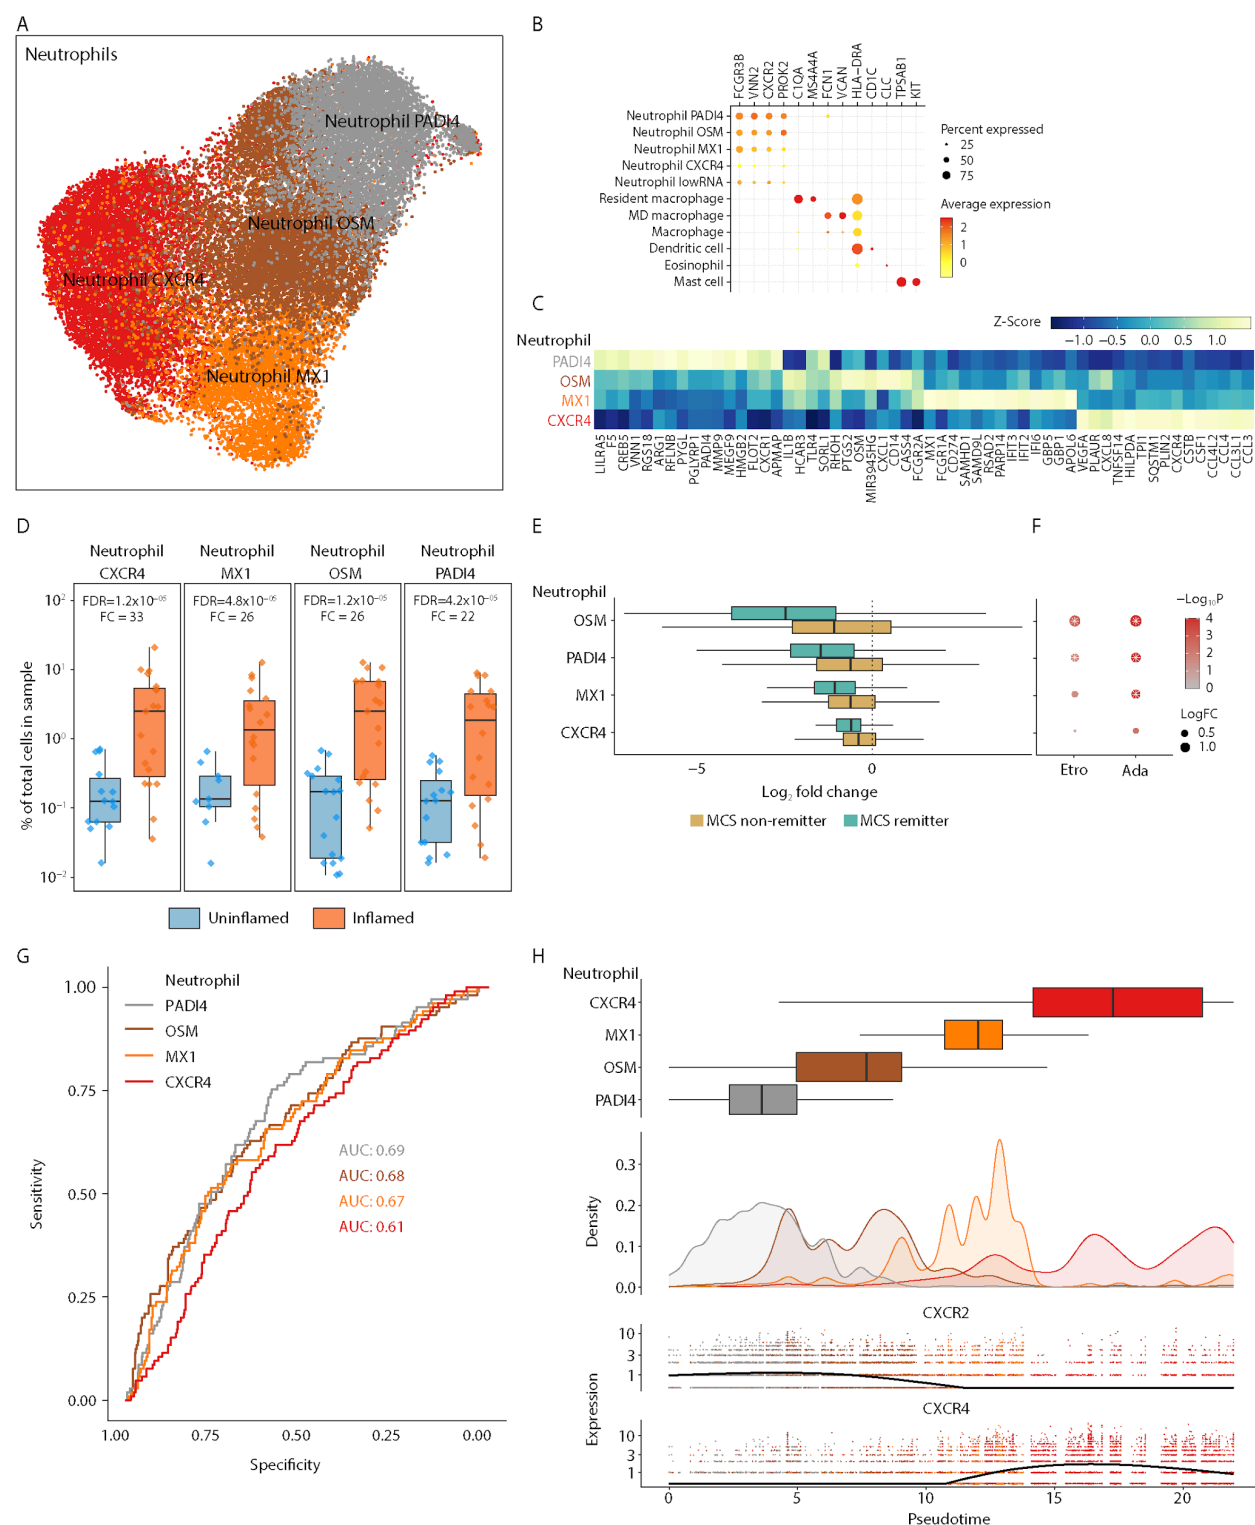 A
Neutrophils
Neutrophil PADI4
Neutrophil OSM
Neutrophil CXCR4
Neutrophil MX1
B
FCGR3B
VNN2
CXCR2
PROK2
C1QA
MS4A4A
FCN1
VCAN
HLA-DRA
CD1C
CLC
TPSAB1
KIT
Neutrophil PADI4
Neutrophil OSM
Neutrophil MX1
Neutrophil CXCR4
Neutrophil lowRNA
Resident macrophage
MD macrophage
Macrophage
Dendritic cell
Eosinophil
Mast cell
Percent expressed
25
50
75
Average expression
2
1
0
C
Z-Score
−1.0 −0.5 0.0 0.5 1.0
Neutrophil
PADI4
OSM
MX1
CXCR4
LILRA5
F5
CREB5
VNN1
RGS18
ARG1
RFLNB
PYGL
PGLYRP1
PADI4
MMP9
MEGF9
HMGB2
FLOT2
CXCR1
APMAP
IL1B
HCAR3
TLR4
SORL1
RHOH
PTGS2
OSM
MIR3945HG
CXCL1
CD14
CASS4
FCGR2A
MX1
FCGR1A
CD274
SAMHD1
SAMD9L
RSAD2
PARP14
IFIT3
IFIT2
IFI6
GBP5
GBP1
APOL6
VEGFA
PLAUR
CXCL8
TNFSF14
HILPDA
TPI1
SQSTM1
PLIN2
CXCR4
CSTB
CSF1
CCL4L2
CCL4
CCL3L1
CCL3
D
Neutrophil CXCR4
Neutrophil MX1
Neutrophil OSM
Neutrophil PADI4
FDR=1.2x10⁻⁰⁵
FC = 33
FDR=4.8x10⁻⁰⁵
FC = 26
FDR=1.2x10⁻⁰⁵
FC = 26
FDR=4.2x10⁻⁰⁵
FC = 22
% of total cells in sample
10²
10¹
10⁰
10⁻¹
10⁻²
Uninflamed Inflamed
E
Neutrophil
OSM
PADI4
MX1
CXCR4
−5 0
Log₂ fold change
MCS non-remitter MCS remitter
F
Etro Ada
−Log₁₀P
4
3
2
1
0
LogFC
0.5
1.0
G
Sensitivity
1.00
0.75
0.50
0.25
0.00
Neutrophil
PADI4
OSM
MX1
CXCR4
AUC: 0.69
AUC: 0.68
AUC: 0.67
AUC: 0.61
1.00 0.75 0.50 0.25 0.00
Specificity
H
Neutrophil
CXCR4
MX1
OSM
PADI4
Density
0.3
0.2
0.1
0.0
CXCR2
10
3
1
Expression
CXCR4
10
3
1
0 5 10 15 20
Pseudotime